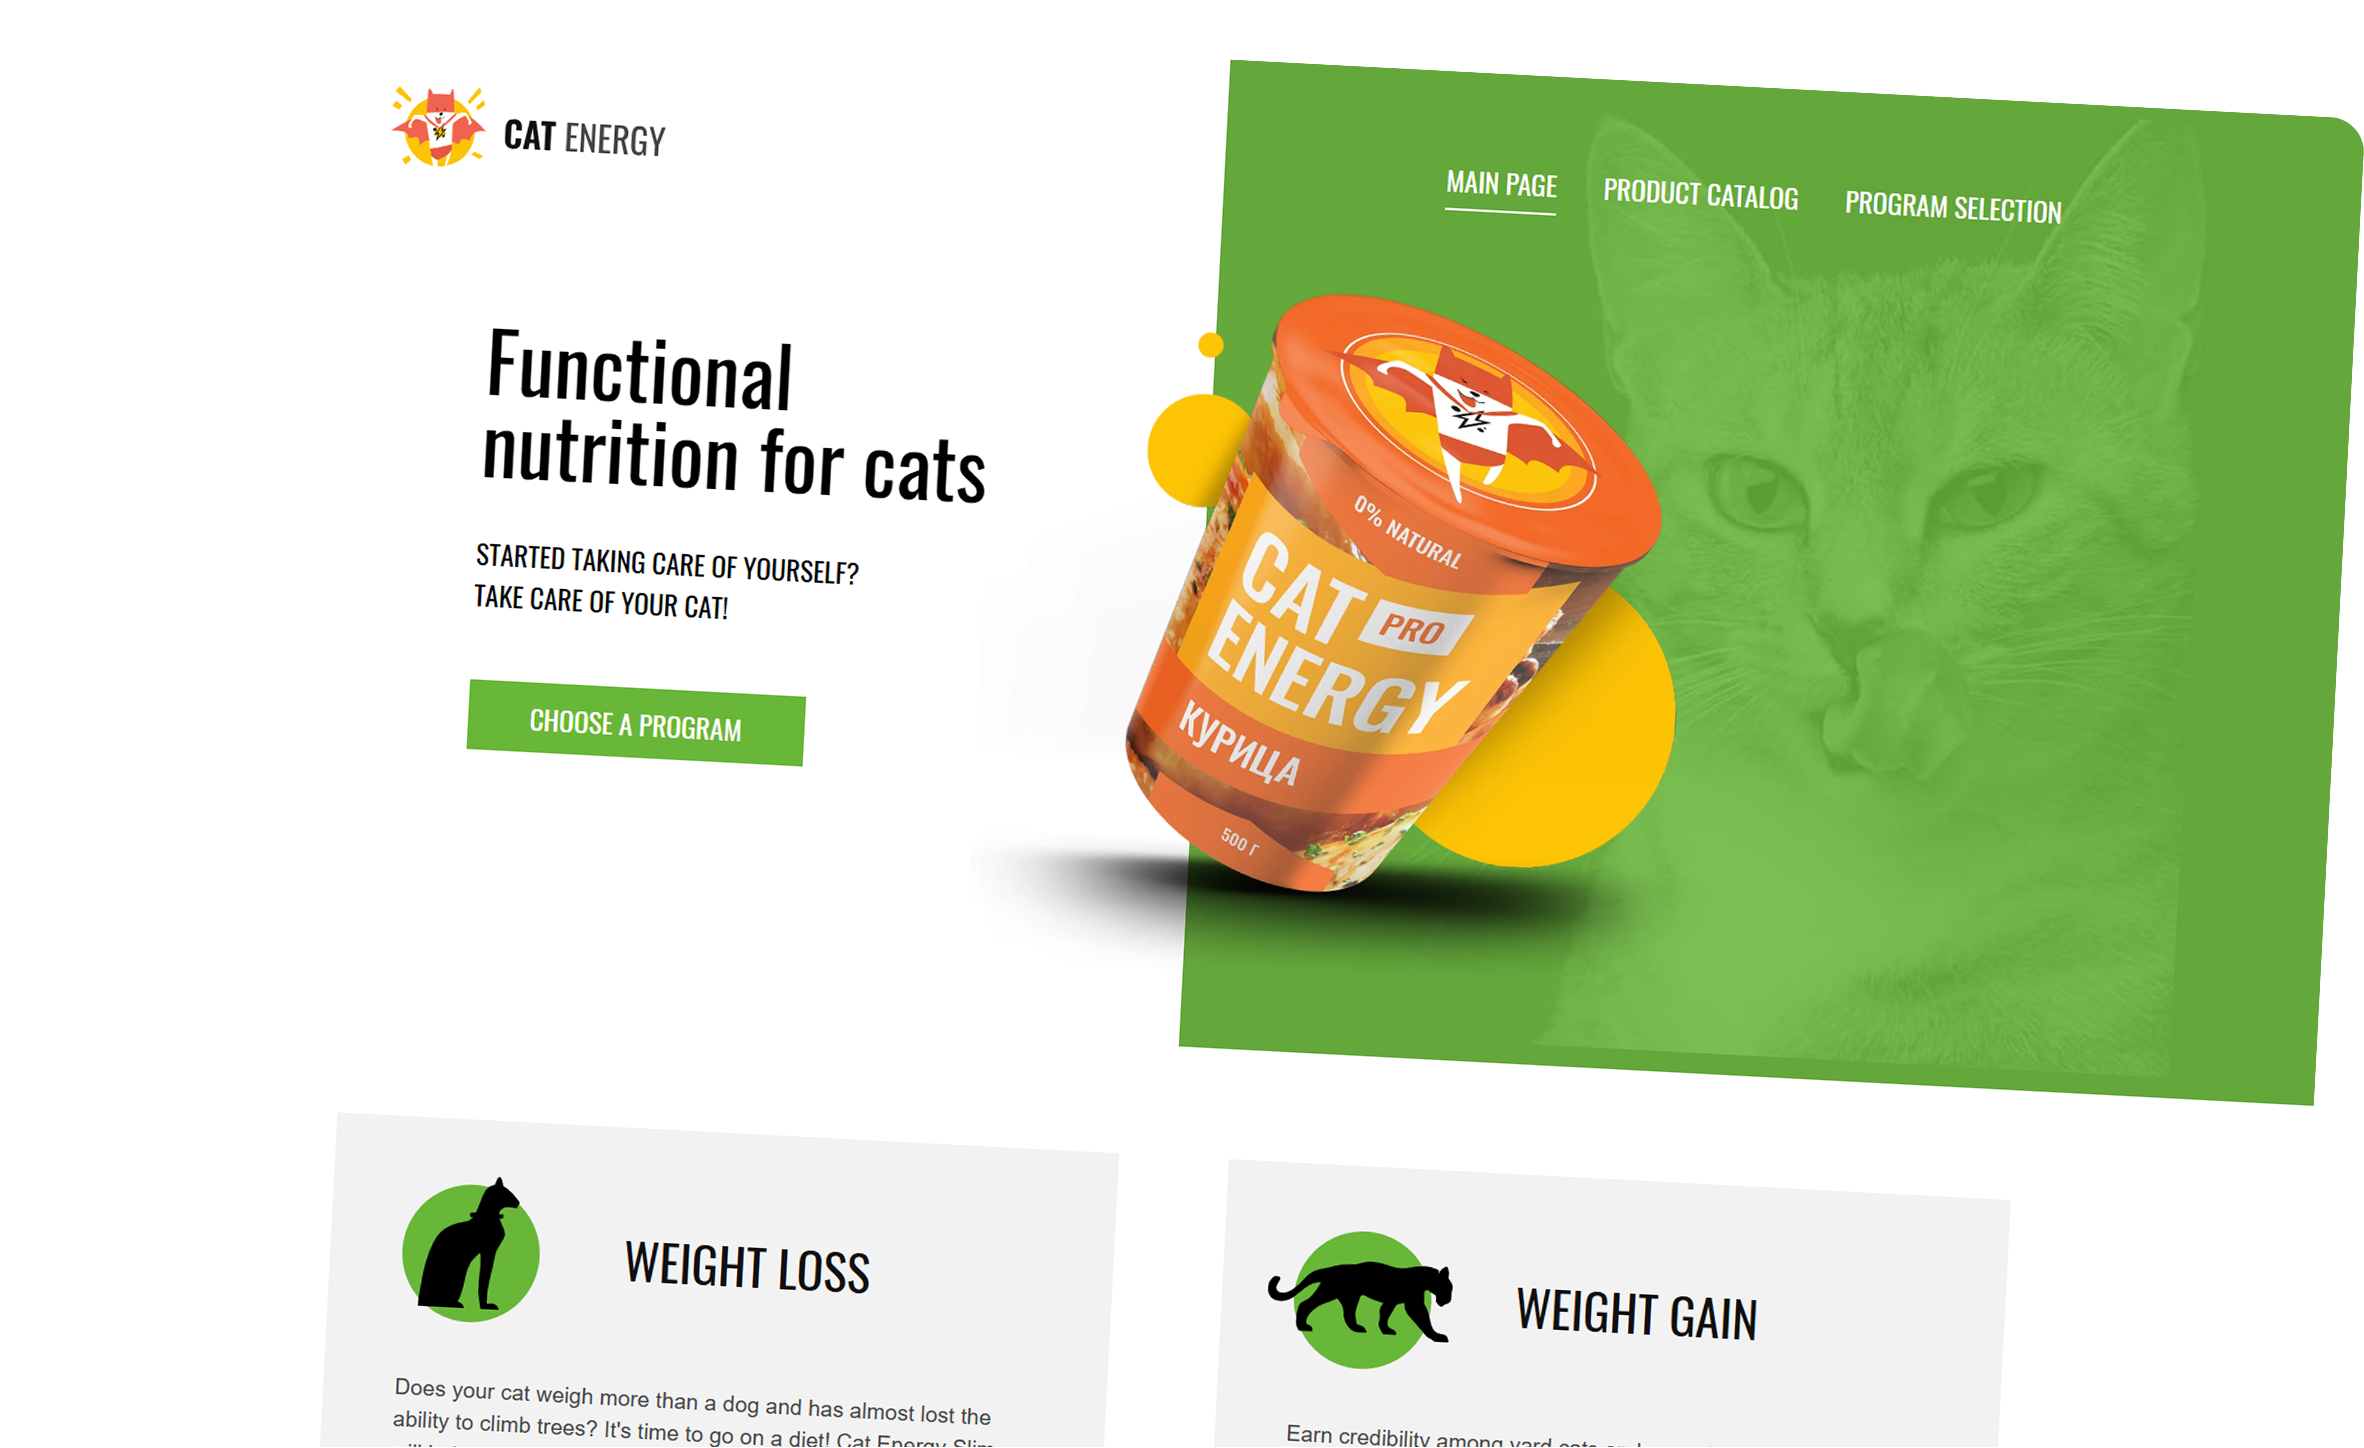 CAT ENERGY
MAIN PAGE
PRODUCT CATALOG
PROGRAM SELECTION
Functional
nutrition for cats
STARTED TAKING CARE OF YOURSELF?
TAKE CARE OF YOUR CAT!
CHOOSE A PROGRAM
0% NATURAL
CAT PRO
ENERGY
КУРИЦА
500 Г
WEIGHT LOSS
Does your cat weigh more than a dog and has almost lost the
ability to climb trees? It's time to go on a diet! Cat Energy Slim
WEIGHT GAIN
Earn credibility among yard cats